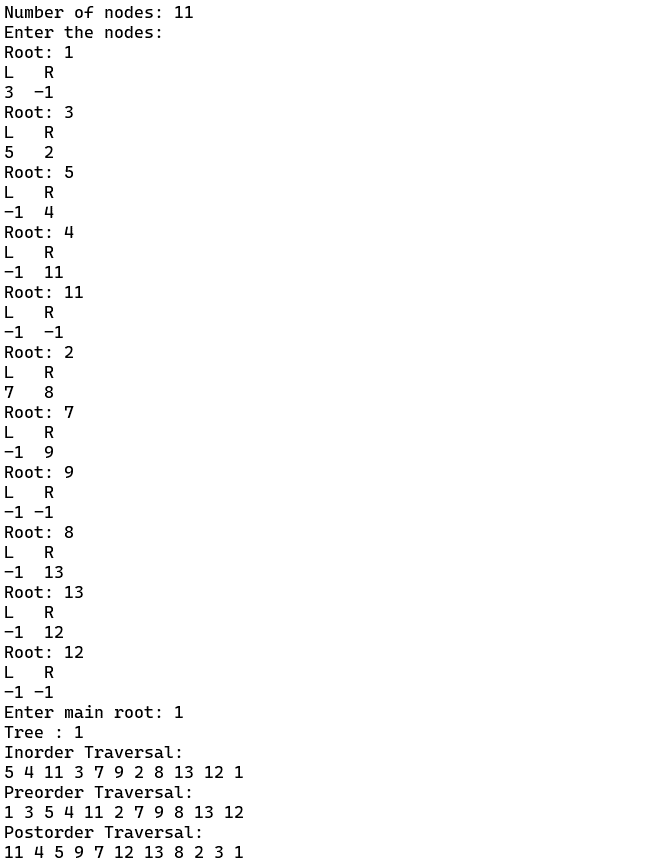 Number of nodes: 11
Enter the nodes:
Root: 1
L   R
3  -1
Root: 3
L   R
5   2
Root: 5
L   R
-1  4
Root: 4
L   R
-1  11
Root: 11
L   R
-1  -1
Root: 2
L   R
7   8
Root: 7
L   R
-1  9
Root: 9
L   R
-1 -1
Root: 8
L   R
-1  13
Root: 13
L   R
-1  12
Root: 12
L   R
-1 -1
Enter main root: 1
Tree : 1
Inorder Traversal:
5 4 11 3 7 9 2 8 13 12 1
Preorder Traversal:
1 3 5 4 11 2 7 9 8 13 12
Postorder Traversal:
11 4 5 9 7 12 13 8 2 3 1